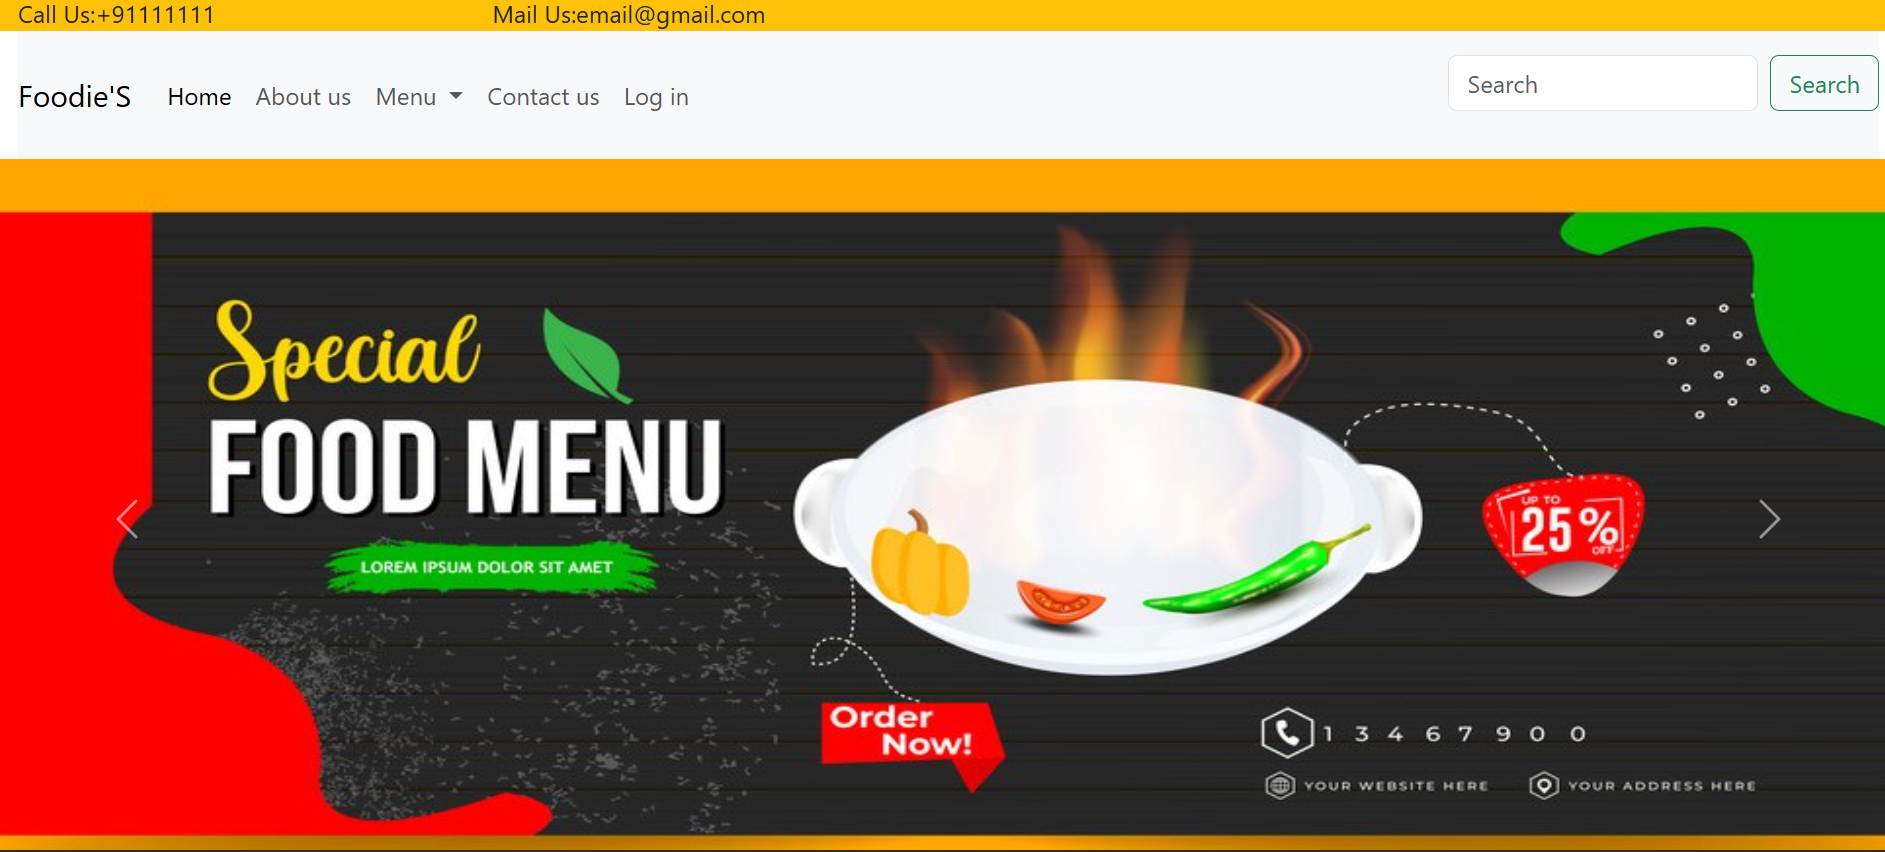 Call Us:+91111111 Mail Us:email@gmail.com
Foodie'S Home About us Menu Contact us Log in Search Search
Special
FOOD MENU
LOREM IPSUM DOLOR SIT AMET
UP TO
25%
OFF
Order
Now!
1 3 4 6 7 9 0 0
YOUR WEBSITE HERE YOUR ADDRESS HERE